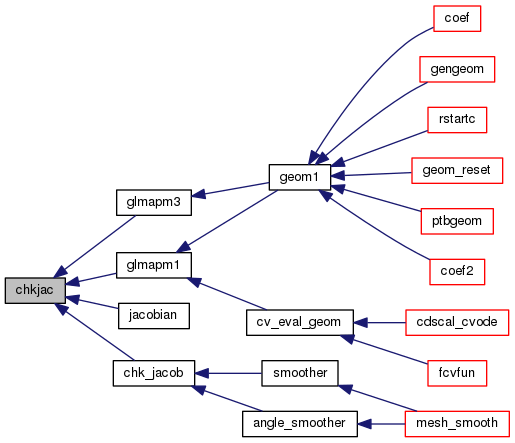 coef
gengeom
rstartc
geom_reset
geom1
glmapm3
ptbgeom
glmapm1
coef2
chkjac
jacobian
cv_eval_geom
cdscal_cvode
chk_jacob
smoother
fcvfun
angle_smoother
mesh_smooth